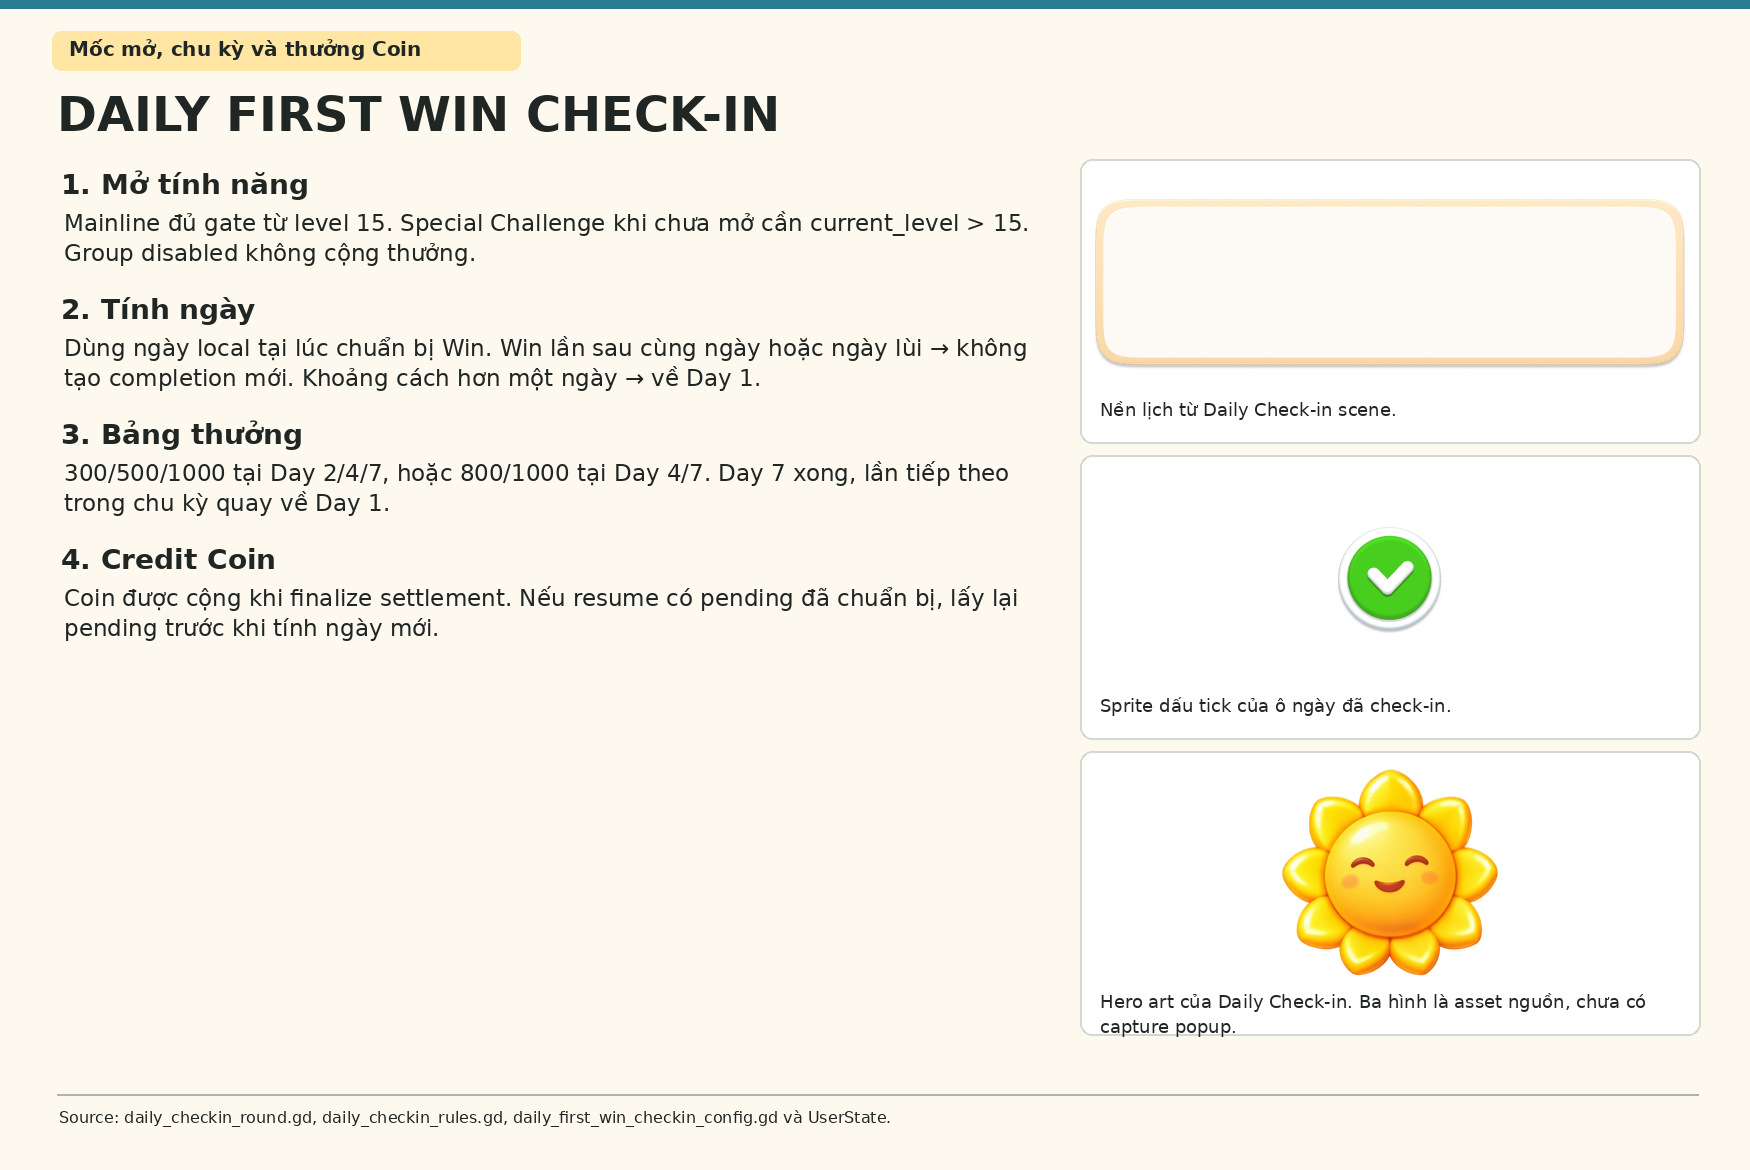 Mốc mở, chu kỳ và thưởng Coin
DAILY FIRST WIN CHECK-IN
1. Mở tính năng
Mainline đủ gate từ level 15. Special Challenge khi chưa mở cần current_level > 15.
Group disabled không cộng thưởng.
2. Tính ngày
Dùng ngày local tại lúc chuẩn bị Win. Win lần sau cùng ngày hoặc ngày lùi → không
tạo completion mới. Khoảng cách hơn một ngày → về Day 1.
3. Bảng thưởng
300/500/1000 tại Day 2/4/7, hoặc 800/1000 tại Day 4/7. Day 7 xong, lần tiếp theo
trong chu kỳ quay về Day 1.
4. Credit Coin
Coin được cộng khi finalize settlement. Nếu resume có pending đã chuẩn bị, lấy lại
pending trước khi tính ngày mới.
Nền lịch từ Daily Check-in scene.
Sprite dấu tick của ô ngày đã check-in.
Hero art của Daily Check-in. Ba hình là asset nguồn, chưa có
capture popup.
Source: daily_checkin_round.gd, daily_checkin_rules.gd, daily_first_win_checkin_config.gd và UserState.